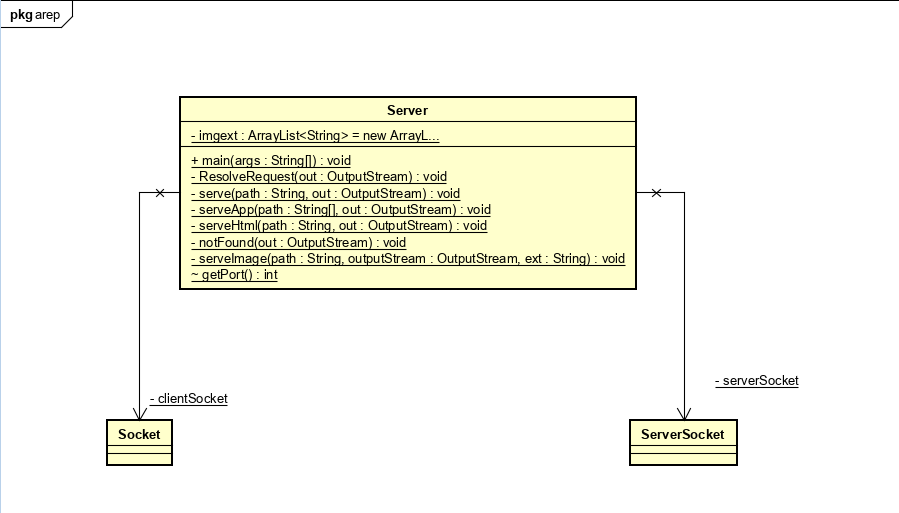 pkg arep
Server
- imgext : ArrayList<String> = new ArrayL...
+ main(args : String[]) : void
- ResolveRequest(out : OutputStream) : void
- serve(path : String, out : OutputStream) : void
- serveApp(path : String[], out : OutputStream) : void
- serveHtml(path : String, out : OutputStream) : void
- notFound(out : OutputStream) : void
- serveImage(path : String, outputStream : OutputStream, ext : String) : void
~ getPort() : int
- clientSocket
- serverSocket
Socket
ServerSocket